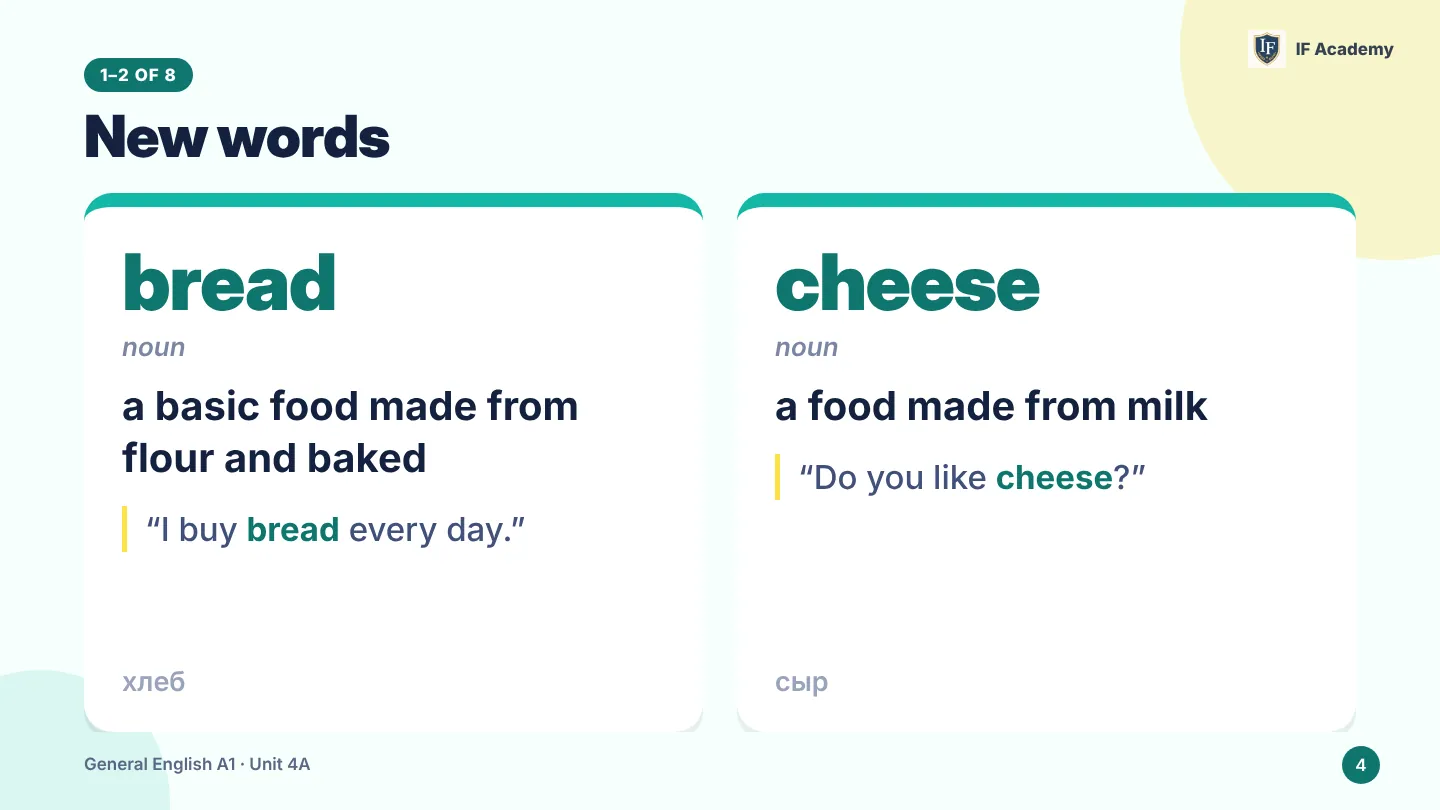 IF
IF Academy
1–2 OF 8
New words
bread
noun
a basic food made from
flour and baked
“I buy bread every day.”
хлеб
cheese
noun
a food made from milk
“Do you like cheese?”
сыр
General English A1 · Unit 4A
4